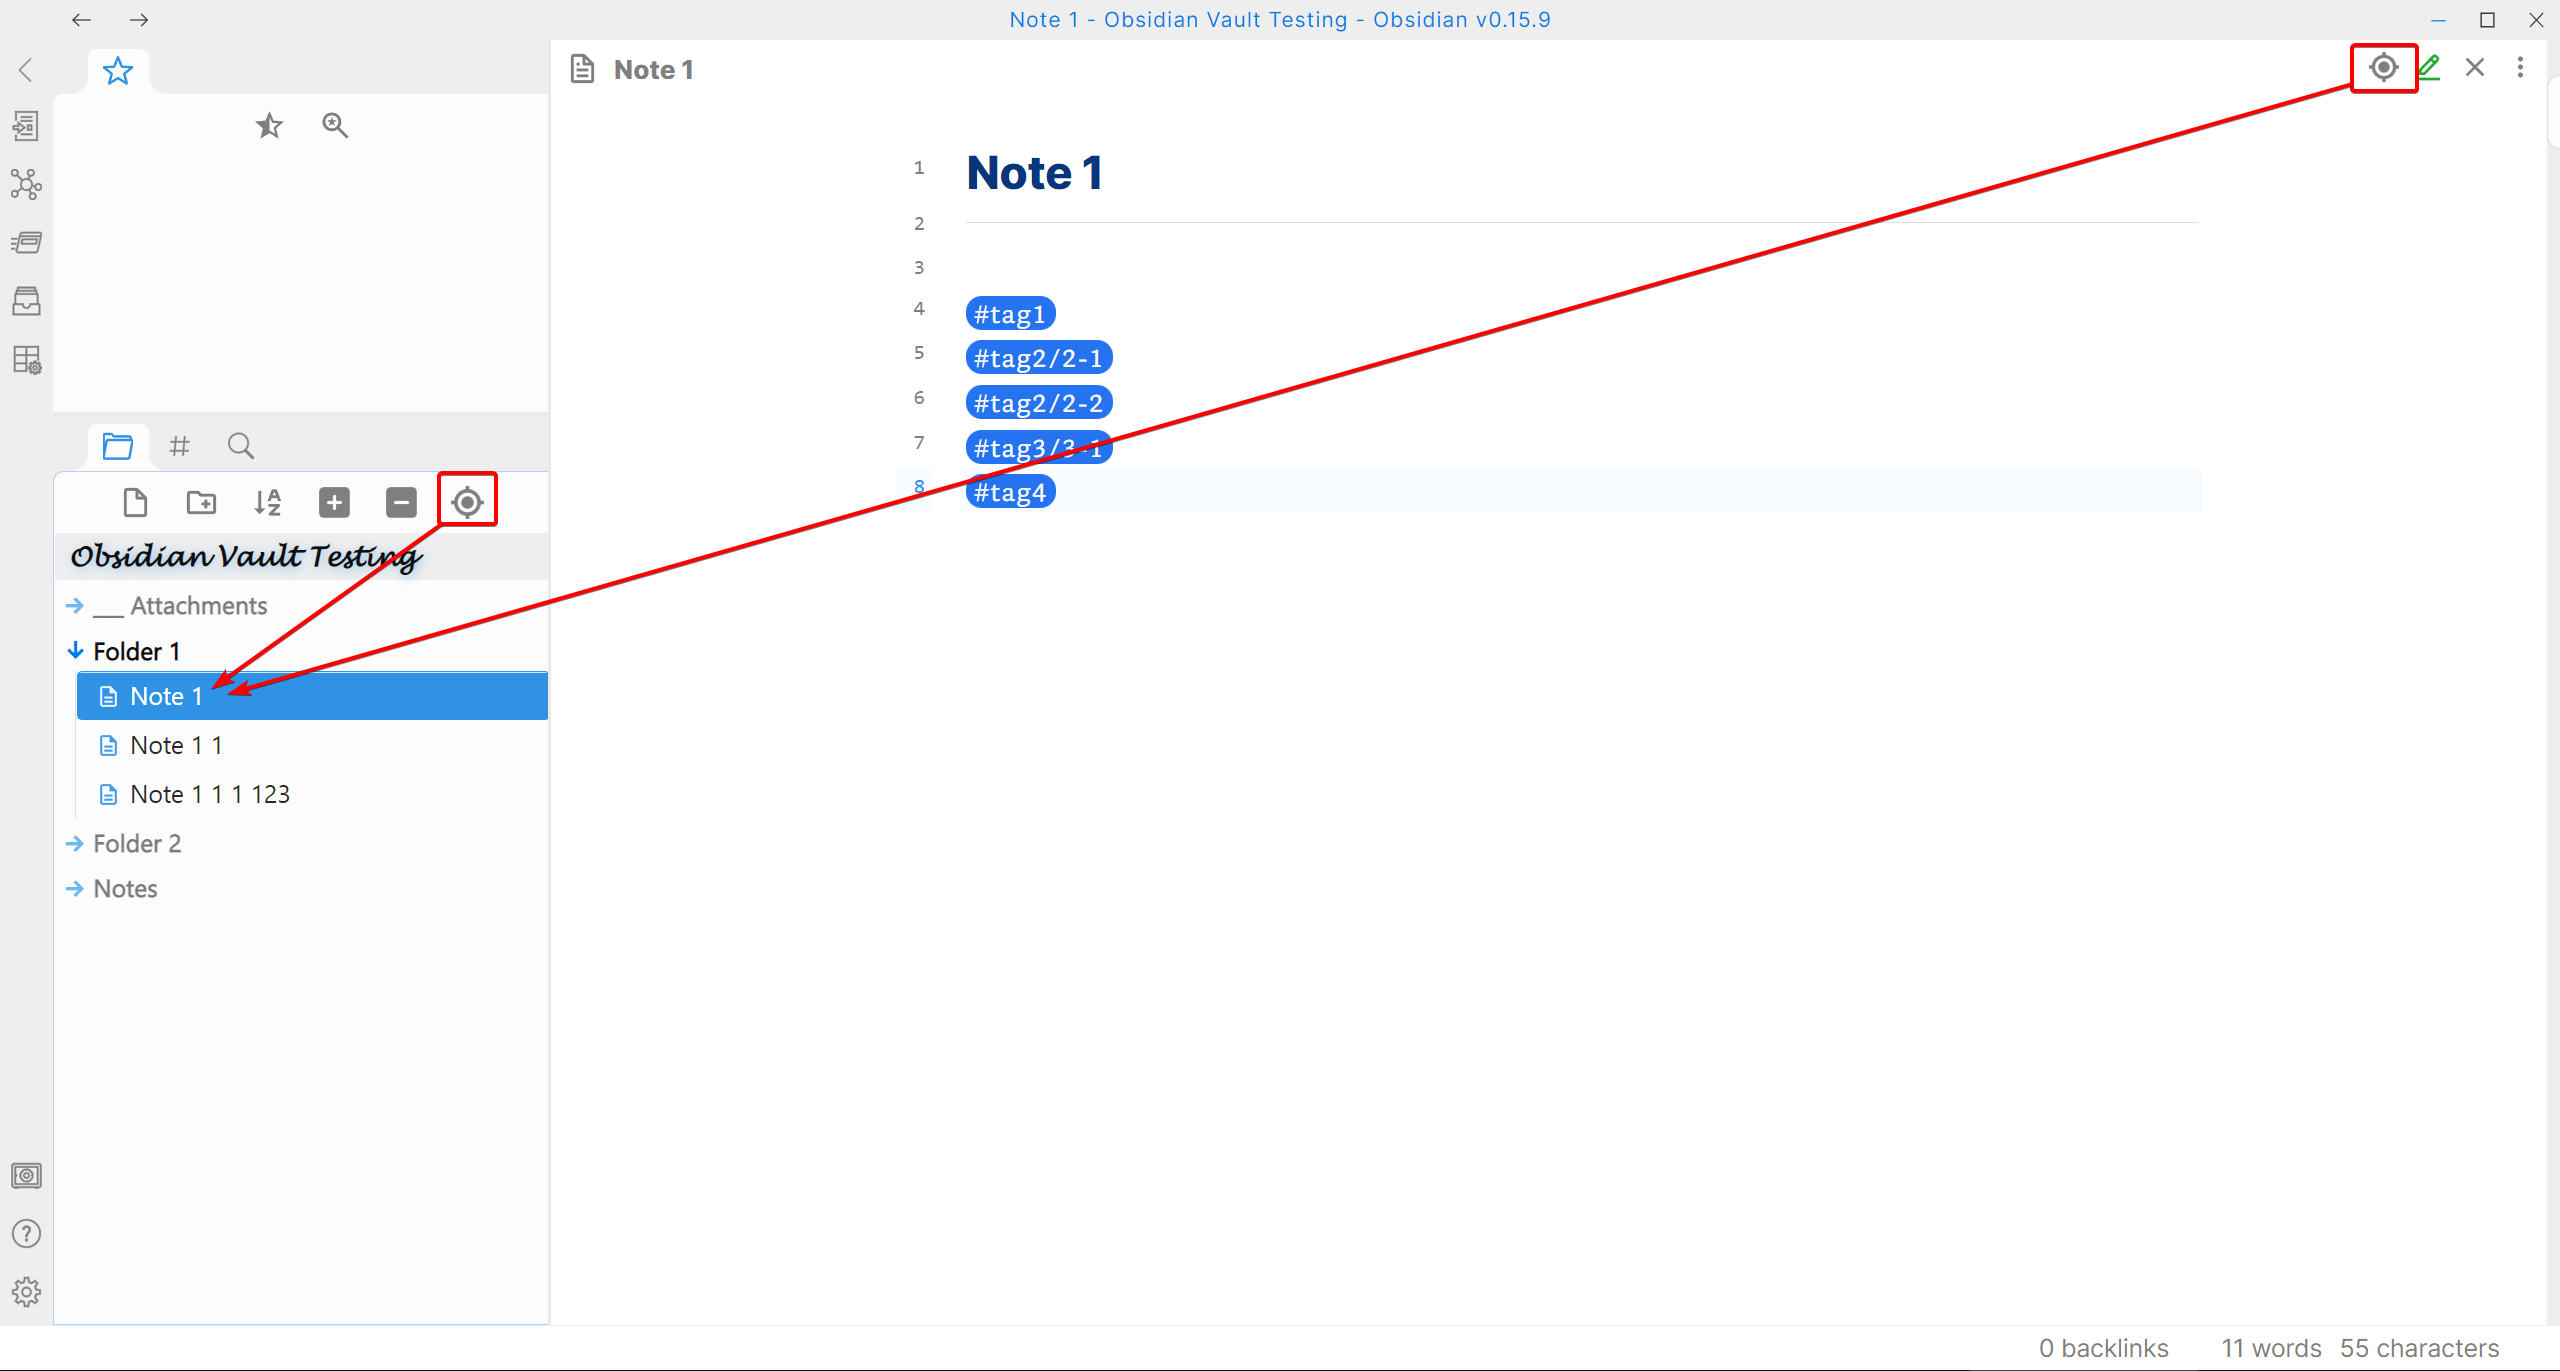 Note 1 - Obsidian Vault Testing - Obsidian v0.15.9
Note 1
1 Note 1
2
3
4 #tag1
5 #tag2/2-1
6 #tag2/2-2
7 #tag3/3-1
8 #tag4
Obsidian Vault Testing
___ Attachments
Folder 1
Note 1
Note 1 1
Note 1 1 1 123
Folder 2
Notes
0 backlinks 11 words 55 characters